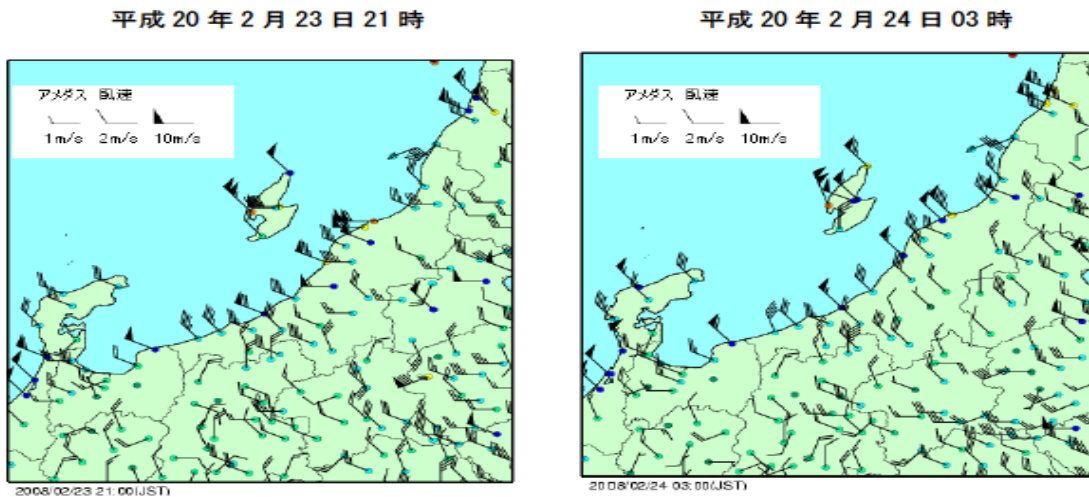 平成 20 年 2 月 23 日 21 時
平成 20 年 2 月 24 日 03 時
アメダス 風速
1m/s 2m/s 10m/s
アメダス 風速
1m/s 2m/s 10m/s
2008/02/23 21:00(JST)
2008/02/24 03:00(JST)